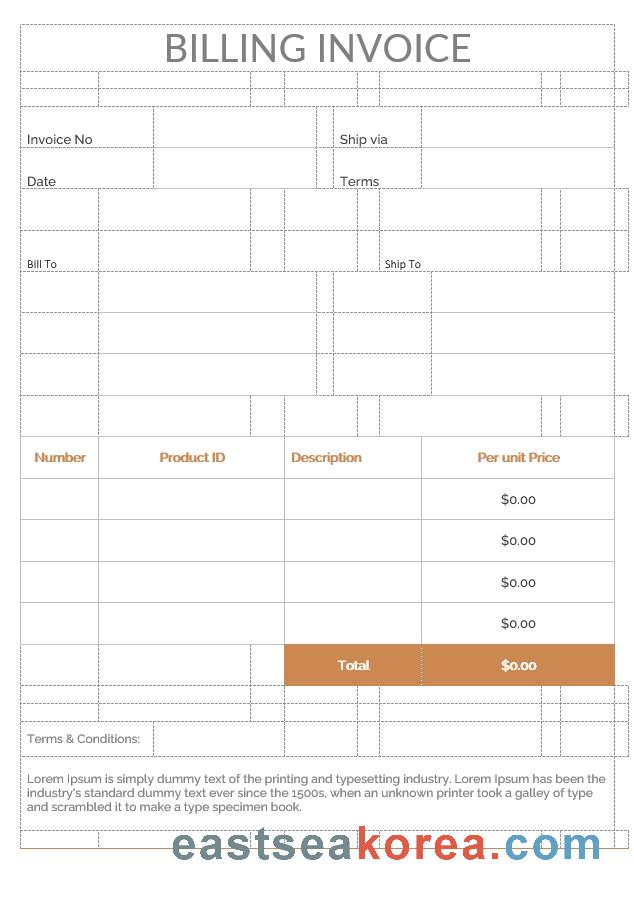 BILLING INVOICE
Invoice No
Ship via
Date
Terms
Bill To
Ship To
Number Product ID Description Per unit Price
$0.00
$0.00
$0.00
$0.00
Total $0.00
Terms & Conditions:
Lorem Ipsum is simply dummy text of the printing and typesetting industry. Lorem Ipsum has been the
industry's standard dummy text ever since the 1500s, when an unknown printer took a galley of type
and scrambled it to make a type specimen book.
eastseakorea.com